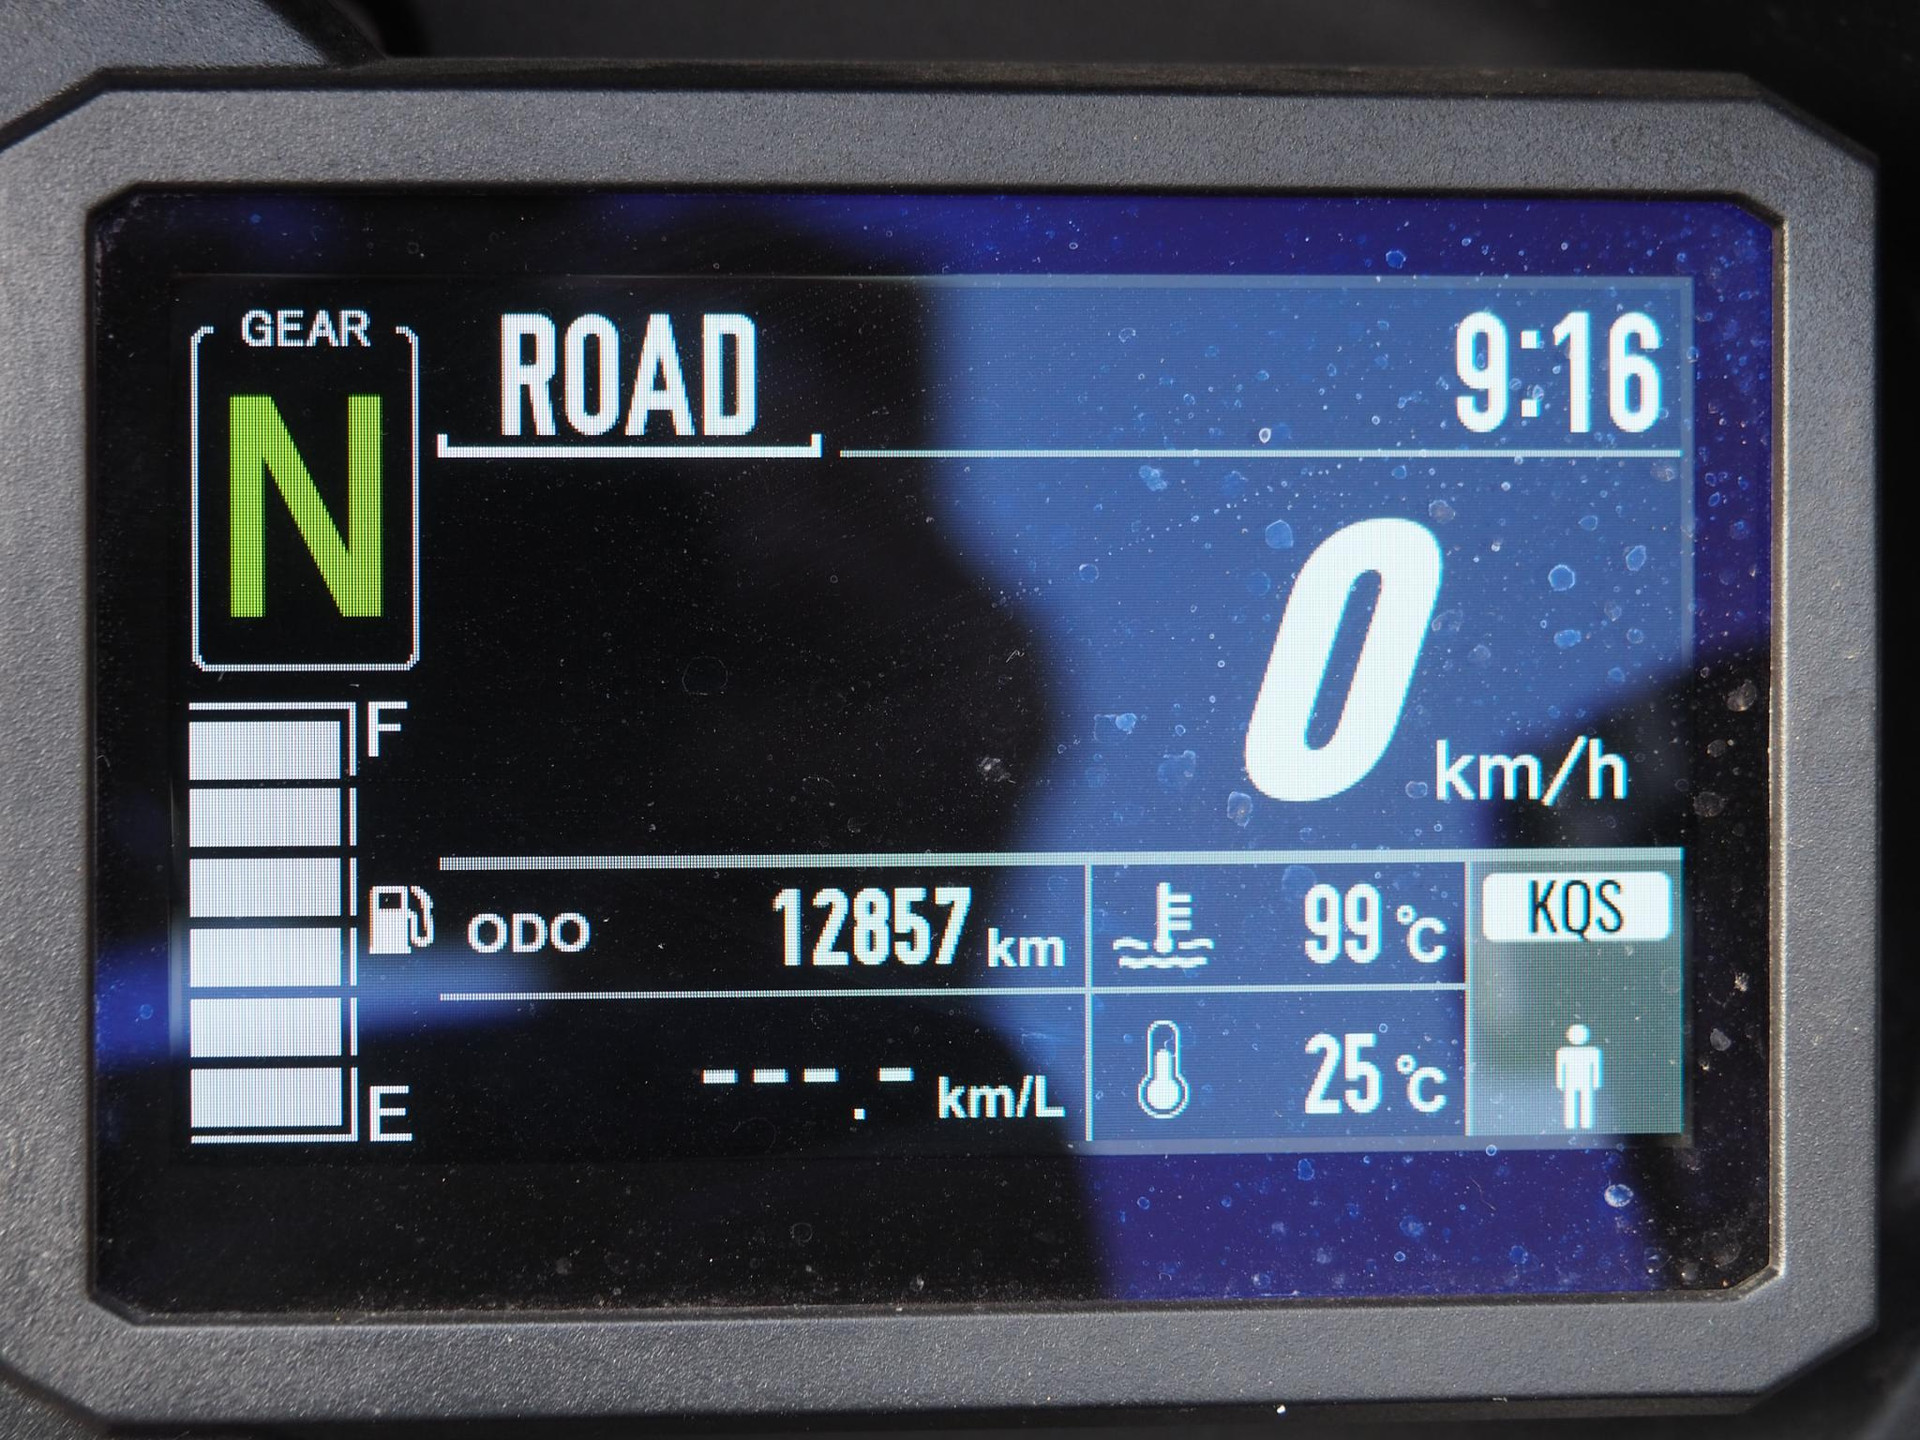 GEAR
N
ROAD
9:16
0 km/h
F
E
ODO 12857 km
99 °C
KQS
--- .- km/L
25 °C